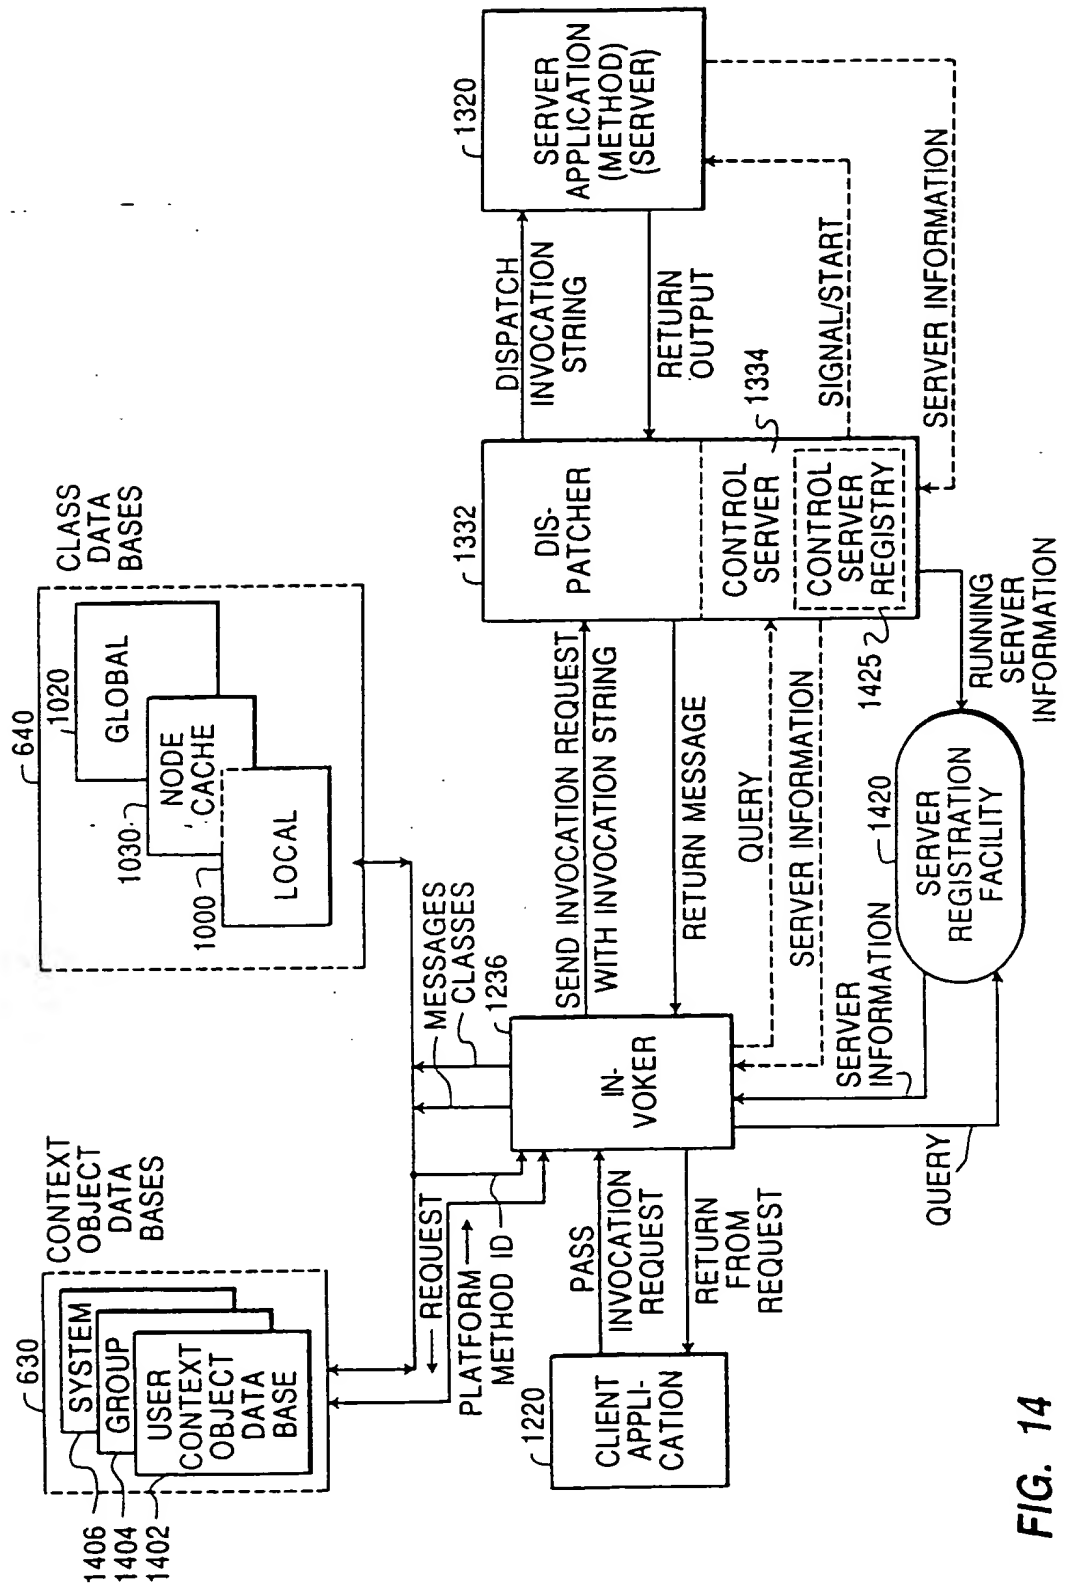 630
1406
1404
1402
SYSTEM
GROUP
USER
CONTEXT
OBJECT
DATA
BASE
CONTEXT
OBJECT
DATA
BASES
640
1020
GLOBAL
1030
NODE
CACHE
1000
LOCAL
CLASS
DATA
BASES
MESSAGES
CLASSES
REQUEST
PLATFORM
METHOD ID
1220
CLIENT
APPLI-
CATION
PASS
INVOCATION
REQUEST
RETURN
FROM
REQUEST
1236
IN-
VOKER
SEND INVOCATION REQUEST
WITH INVOCATION STRING
RETURN MESSAGE
QUERY
SERVER INFORMATION
SERVER
INFORMATION
QUERY
1420
SERVER
REGISTRATION
FACILITY
1332
DIS-
PATCHER
CONTROL
SERVER
1334
CONTROL
SERVER
REGISTRY
1425
RUNNING
SERVER
INFORMATION
DISPATCH
INVOCATION
STRING
RETURN
OUTPUT
SIGNAL/START
SERVER INFORMATION
1320
SERVER
APPLICATION
(METHOD)
(SERVER)
FIG. 14